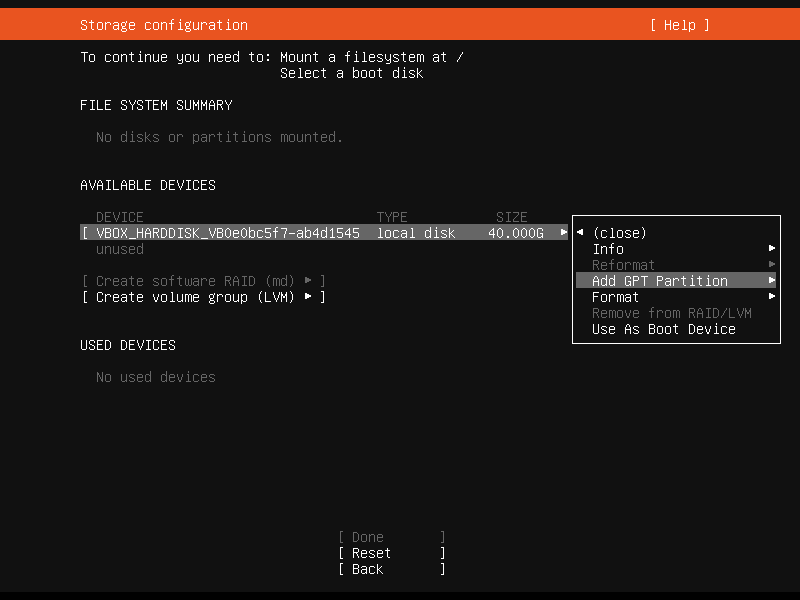 Storage configuration [ Help ]
To continue you need to: Mount a filesystem at /
Select a boot disk
FILE SYSTEM SUMMARY
No disks or partitions mounted.
AVAILABLE DEVICES
DEVICE TYPE SIZE
[ VBOX_HARDDISK_VB0e0bc5f7-ab4d1545 local disk 40.000G ▶
unused
[ Create software RAID (md) ▶ ]
[ Create volume group (LVM) ▶ ]
◀ (close)
Info ▶
Reformat ▶
Add GPT Partition ▶
Format ▶
Remove from RAID/LVM
Use As Boot Device
USED DEVICES
No used devices
[ Done ]
[ Reset ]
[ Back ]